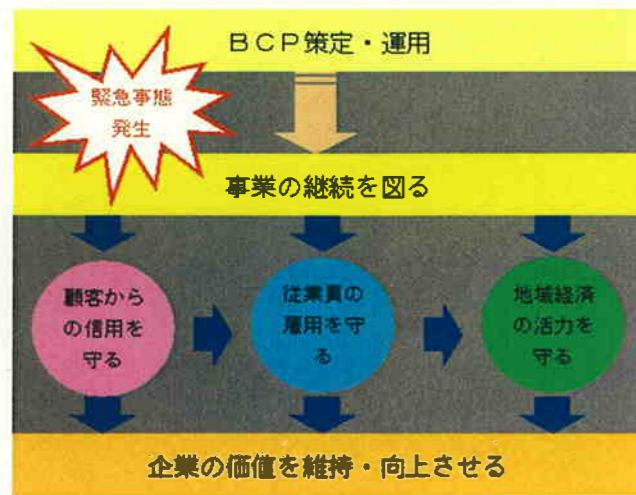 BCP策定・運用
緊急事態
発生
事業の継続を図る
顧客から
の信用を
守る
従業員の
雇用を守
る
地域経済
の活力を
守る
企業の価値を維持・向上させる